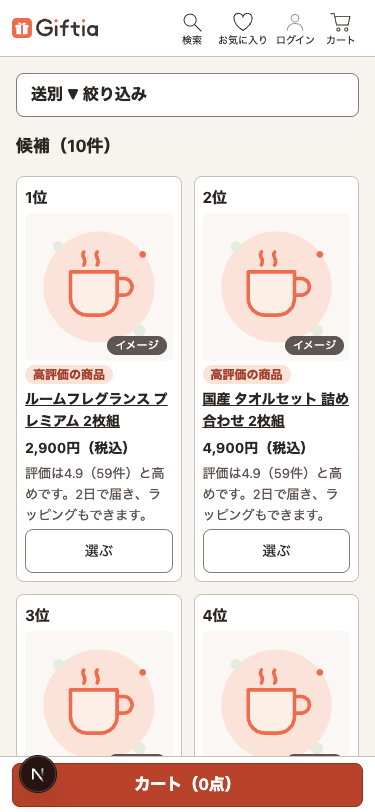 Giftia
検索
お気に入り
ログイン
カート
送別 ▼ 絞り込み
候補（10件）
1位
イメージ
高評価の商品
ルームフレグランス プ
レミアム 2枚組
2,900円（税込）
評価は4.9（59件）と高
めです。2日で届き、ラ
ッピングもできます。
選ぶ
2位
イメージ
高評価の商品
国産 タオルセット 詰め
合わせ 2枚組
4,900円（税込）
評価は4.9（59件）と高
めです。2日で届き、ラ
ッピングもできます。
選ぶ
3位
4位
N
カート（0点）